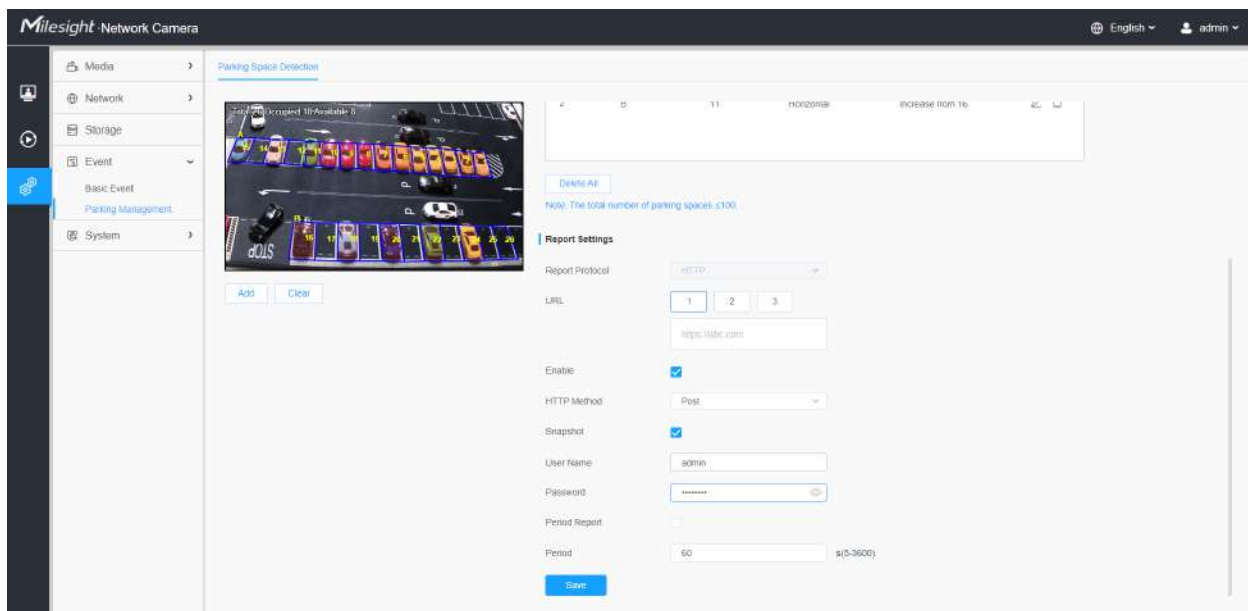 Milesight Network Camera
English
admin
Media
Network
Storage
Event
Basic Event
Parking Management
System
Parking Space Detection
Total 26 Occupied 18 Available 8
STOP
Add
Clear
2 B 11 Horizontal Increase from 16
Delete All
Note: The total number of parking spaces ≤100.
Report Settings
Report Protocol HTTP
URL 1 2 3
https://abc.com
Enable
HTTP Method Post
Snapshot
User Name admin
Password ••••••••
Period Report
Period 60 s(5-3600)
Save